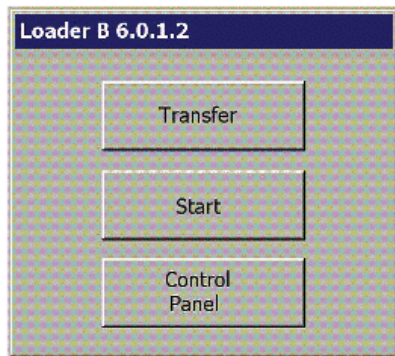 Loader B 6.0.1.2
Transfer
Start
Control
Panel